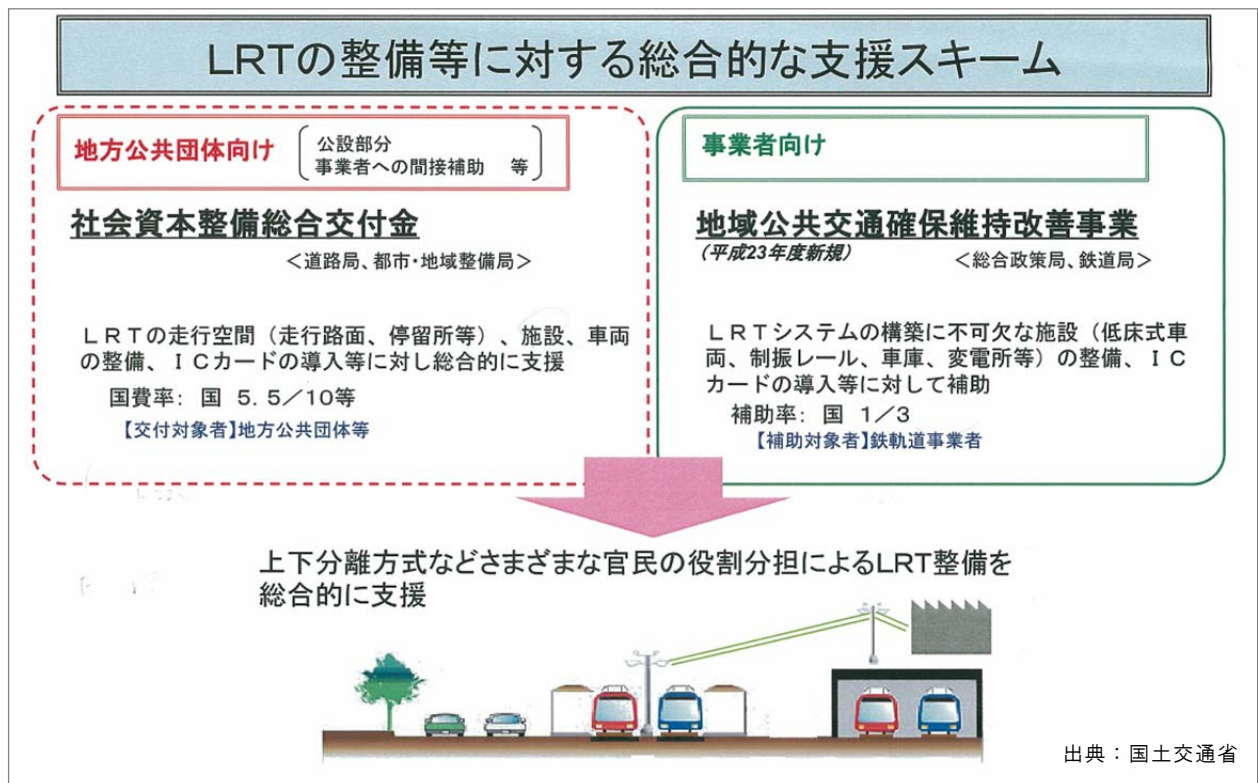 LRTの整備等に対する総合的な支援スキーム
地方公共団体向け
公設部分
事業者への間接補助 等
社会資本整備総合交付金
＜道路局、都市・地域整備局＞
ＬＲＴの走行空間（走行路面、停留所等）、施設、車両
の整備、ＩＣカードの導入等に対し総合的に支援
国費率： 国 ５．５／１０等
【交付対象者】地方公共団体等
事業者向け
地域公共交通確保維持改善事業
（平成23年度新規）
＜総合政策局、鉄道局＞
ＬＲＴシステムの構築に不可欠な施設（低床式車
両、制振レール、車庫、変電所等）の整備、ＩＣ
カードの導入等に対して補助
補助率： 国 １／３
【補助対象者】鉄軌道事業者
上下分離方式などさまざまな官民の役割分担によるLRT整備を
総合的に支援
出典：国土交通省